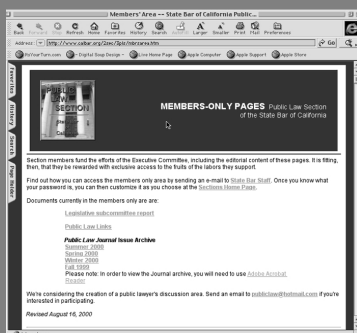 Members' Area -- State Bar of California Public...
Back Forward Stop Refresh Home Favorites History Search Larger Smaller Print Mail Preferences
Address http://www.calbar.org/2sec/2pls/mbrsarea.htm Go
ItsYourTurn.com Digital Soap Design - Live Home Page Apple Computer Apple Support Apple Store
Favorites
History
Search
Page Holder
PUBLIC
LAW
SECTION
State Bar
California
MEMBERS-ONLY PAGES Public Law Section
of the State Bar of California
Section members fund the efforts of the Executive Committee, including the editorial content of these pages. It is fitting,
then, that they be rewarded with exclusive access to the fruits of the labors they support.
Find out how you can access the members only area by sending an e-mail to State Bar Staff. Once you know what
your password is, you can then customize it as you choose at the Sections Home Page.
Documents currently in the members only are are:
Legislative subcommittee report
Public Law Links
Public Law Journal Issue Archive
Summer 2000
Spring 2000
Winter 2000
Fall 1999
Please note: In order to view the Journal archive, you will need to use Adobe Acrobat
Reader
We're considering the creation of a public lawyer's discussion area. Send an email to publiclaw@hotmail.com if you're
interested in participating.
Revised August 16, 2000